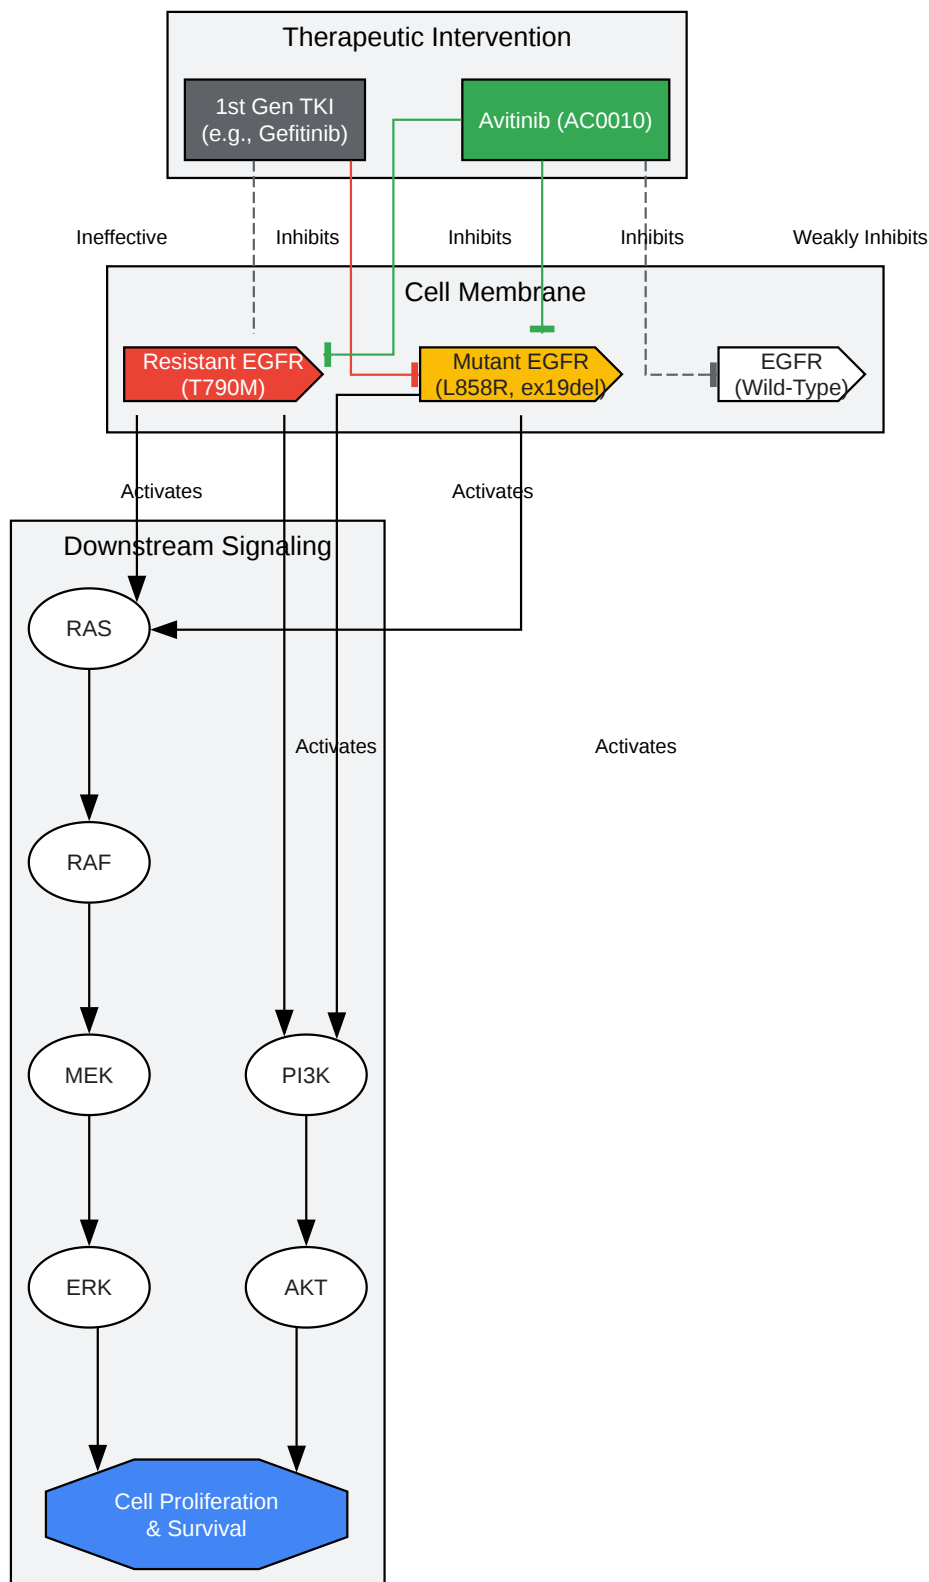 Therapeutic Intervention
1st Gen TKI
(e.g., Gefitinib)
Avitinib (AC0010)
Ineffective
Inhibits
Inhibits
Inhibits
Weakly Inhibits
Cell Membrane
Resistant EGFR
(T790M)
Mutant EGFR
(L858R, ex19del)
EGFR
(Wild-Type)
Activates
Activates
Downstream Signaling
RAS
Activates
Activates
RAF
MEK
PI3K
ERK
AKT
Cell Proliferation
& Survival